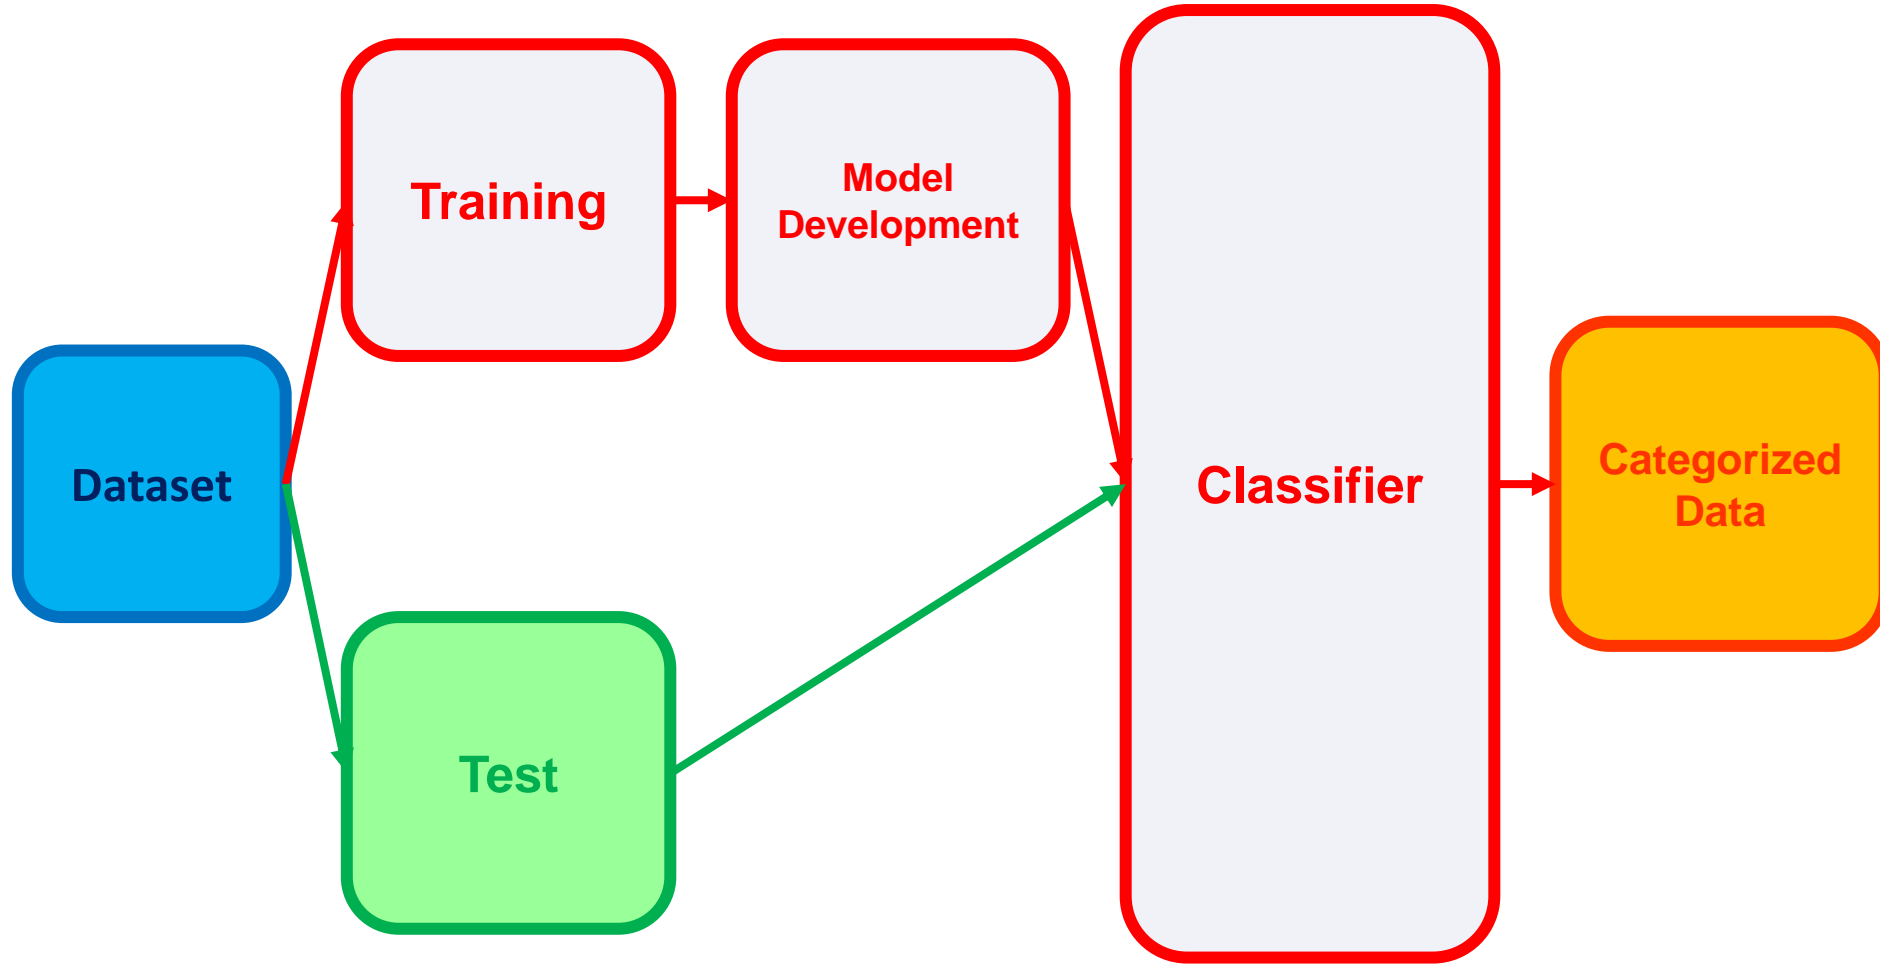 Dataset
Training
Model
Development
Test
Classifier
Categorized
Data